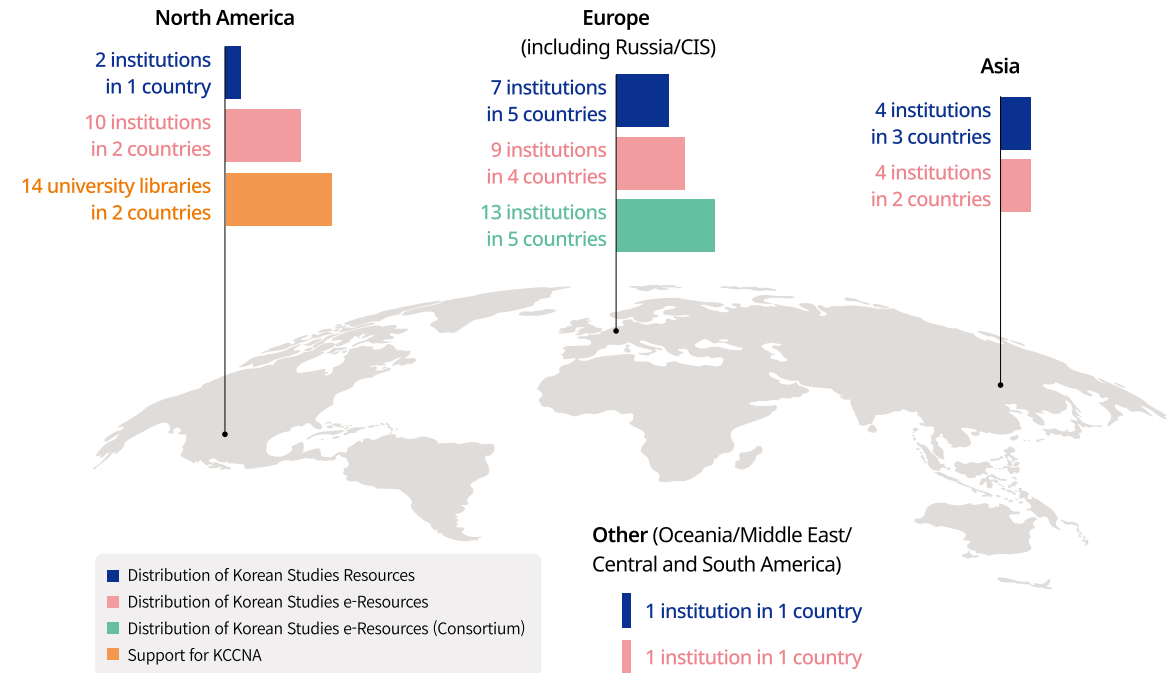 North America
2 institutions
in 1 country
10 institutions
in 2 countries
14 university libraries
in 2 countries
Europe
(including Russia/CIS)
7 institutions
in 5 countries
9 institutions
in 4 countries
13 institutions
in 5 countries
Asia
4 institutions
in 3 countries
4 institutions
in 2 countries
Other (Oceania/Middle East/
Central and South America)
1 institution in 1 country
1 institution in 1 country
Distribution of Korean Studies Resources
Distribution of Korean Studies e-Resources
Distribution of Korean Studies e-Resources (Consortium)
Support for KCCNA